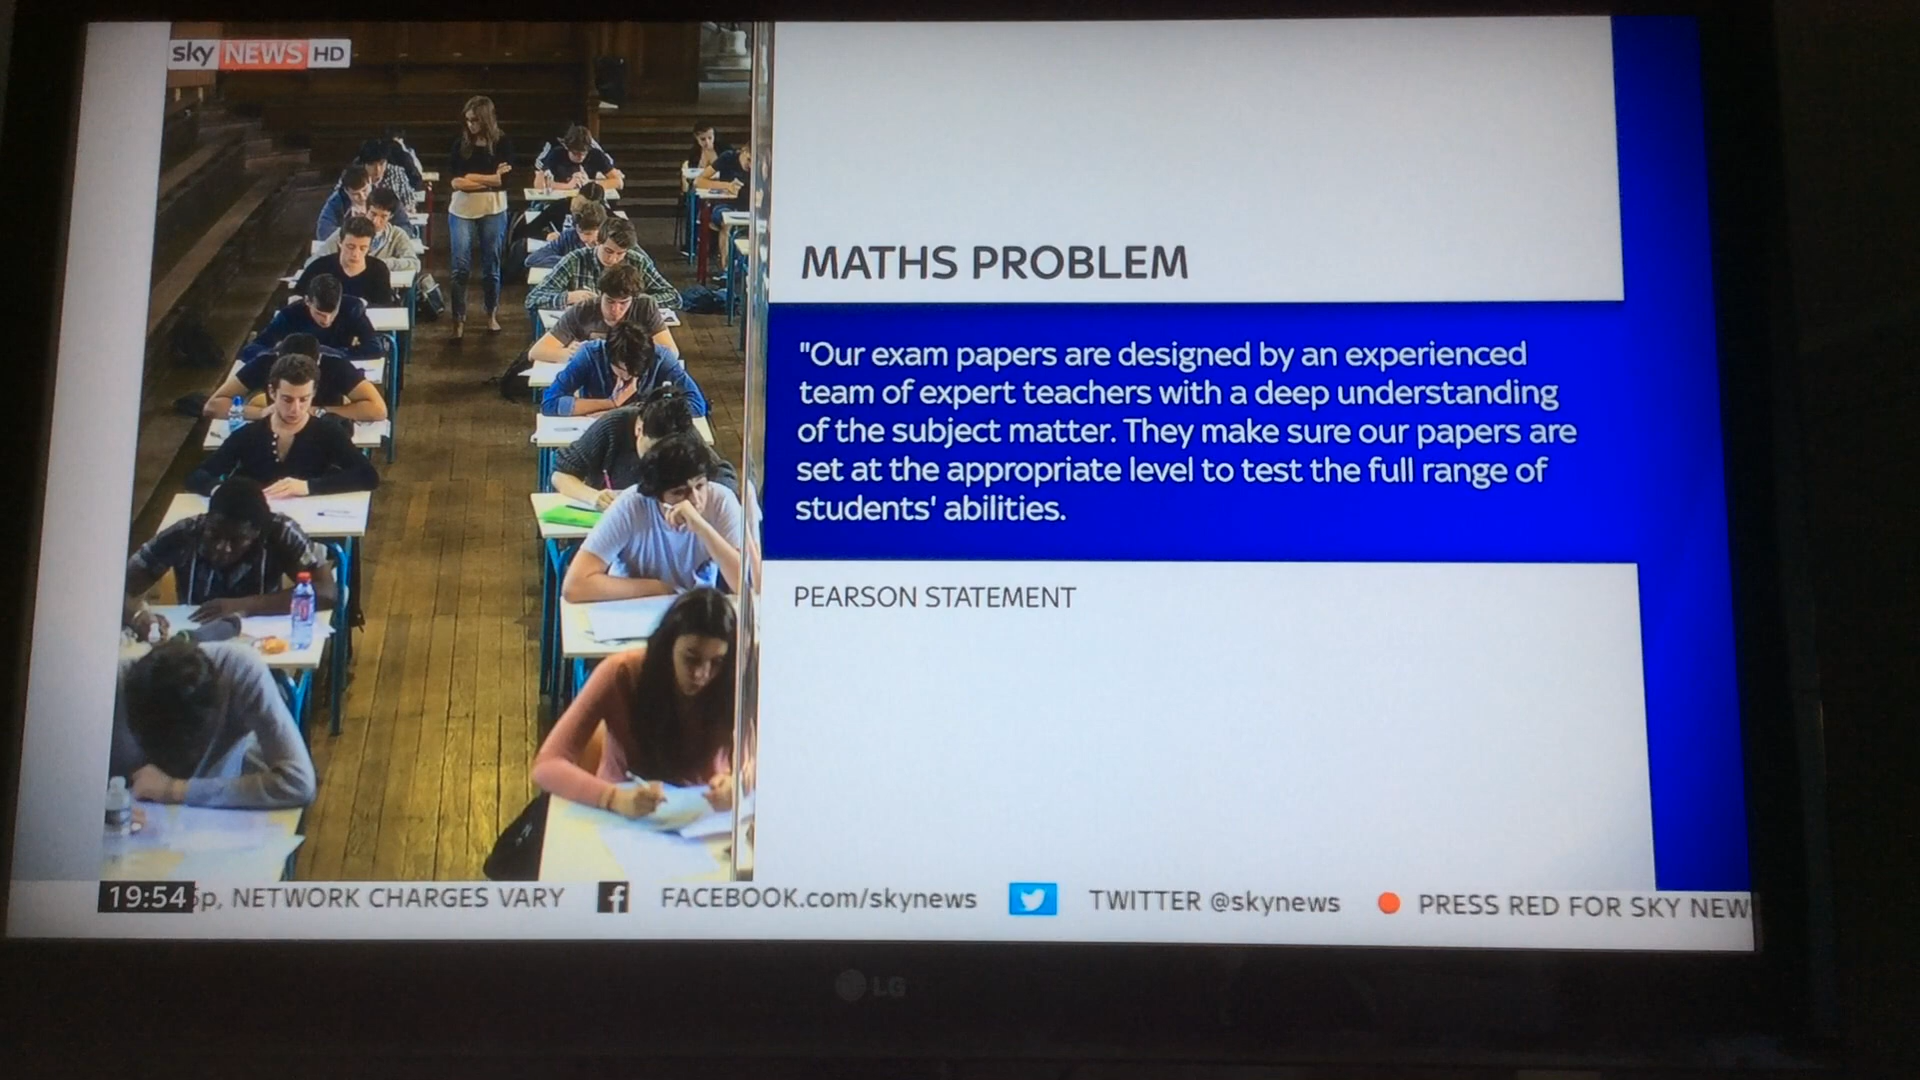 sky NEWS HD
MATHS PROBLEM
"Our exam papers are designed by an experienced
team of expert teachers with a deep understanding
of the subject matter. They make sure our papers are
set at the appropriate level to test the full range of
students' abilities.
PEARSON STATEMENT
19:54 5p, NETWORK CHARGES VARY FACEBOOK.com/skynews TWITTER @skynews PRESS RED FOR SKY NEW
LG